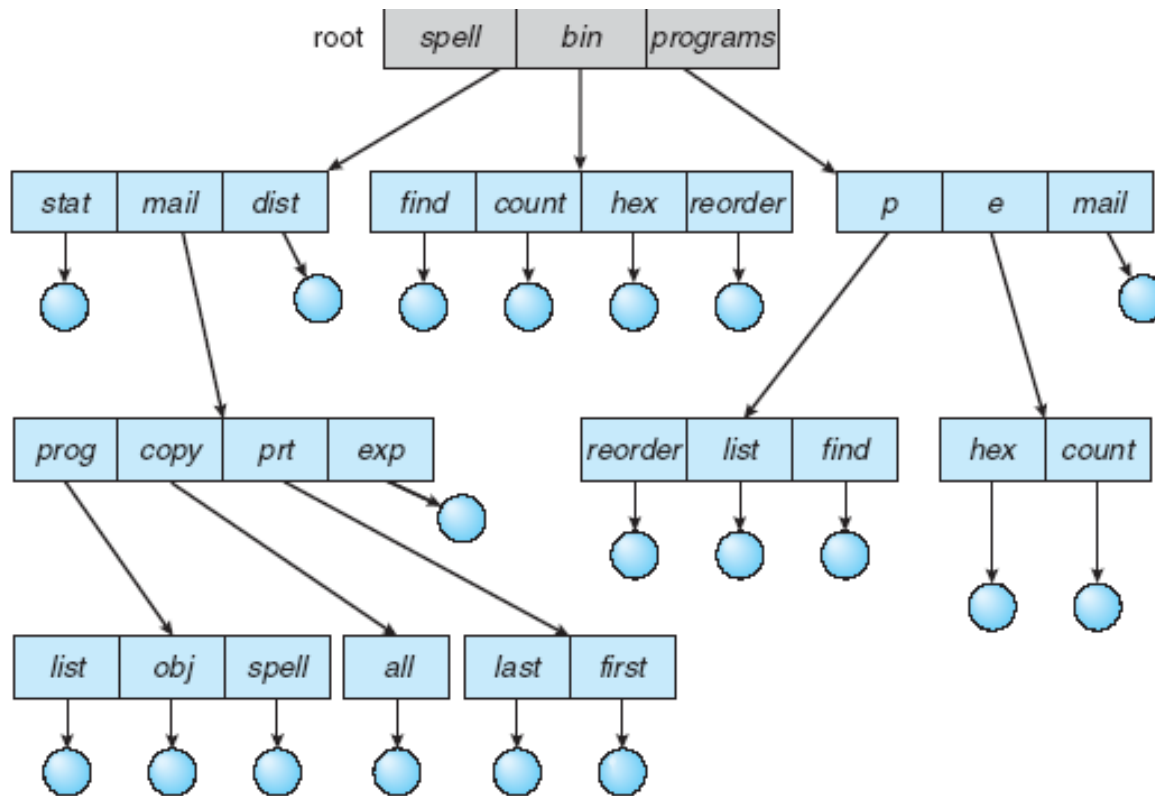 root spell bin programs
stat mail dist find count hex reorder p e mail
prog copy prt exp reorder list find hex count
list obj spell all last first